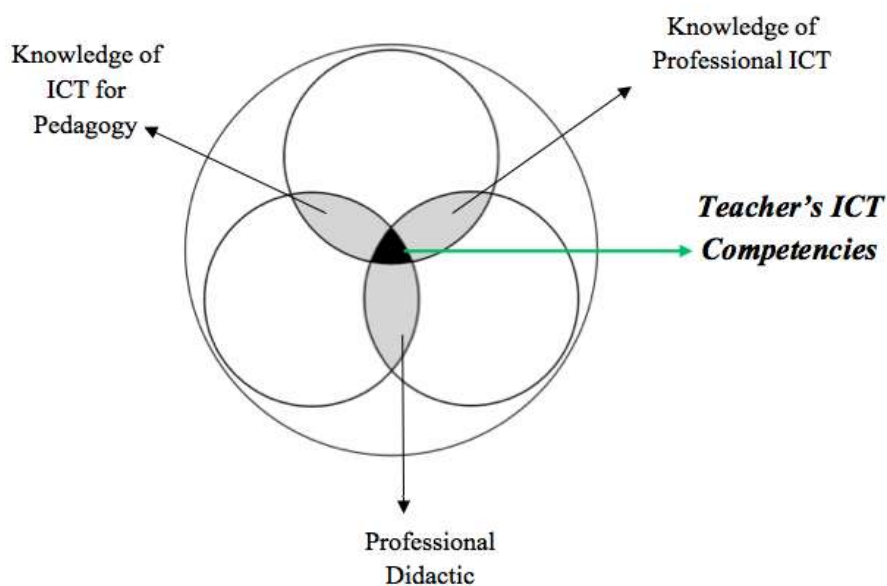 Knowledge of
ICT for
Pedagogy
Knowledge of
Professional ICT
Teacher's ICT
Competencies
Professional
Didactic